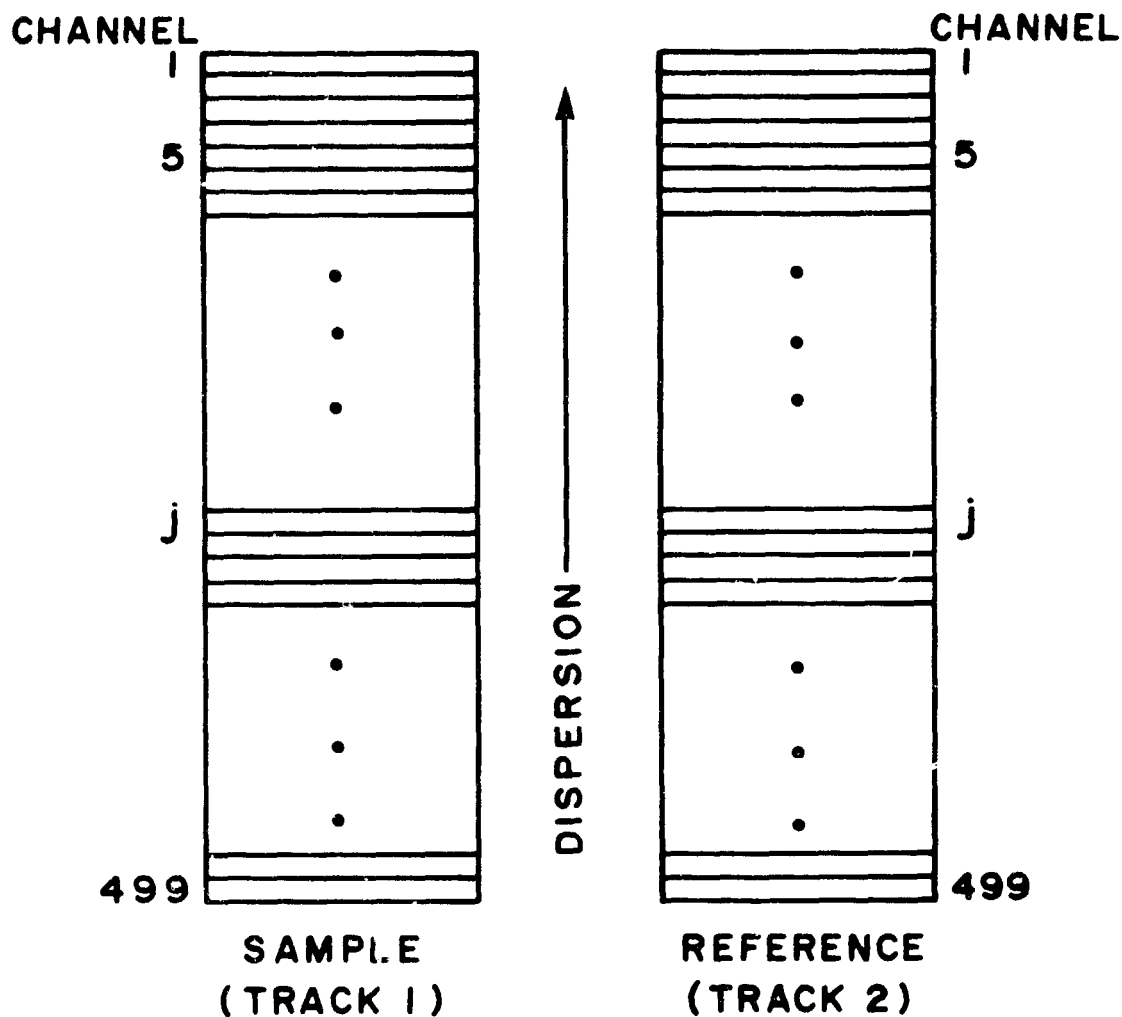 CHANNEL
1
5
j
499
SAMPLE
(TRACK 1)
DISPERSION
CHANNEL
1
5
j
499
REFERENCE
(TRACK 2)